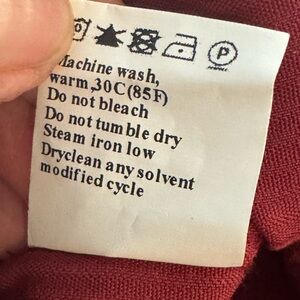 P
Machine wash,
warm,30C(85F)
Do not bleach
Do not tumble dry
Steam iron low
Dryclean any solvent
modified cycle